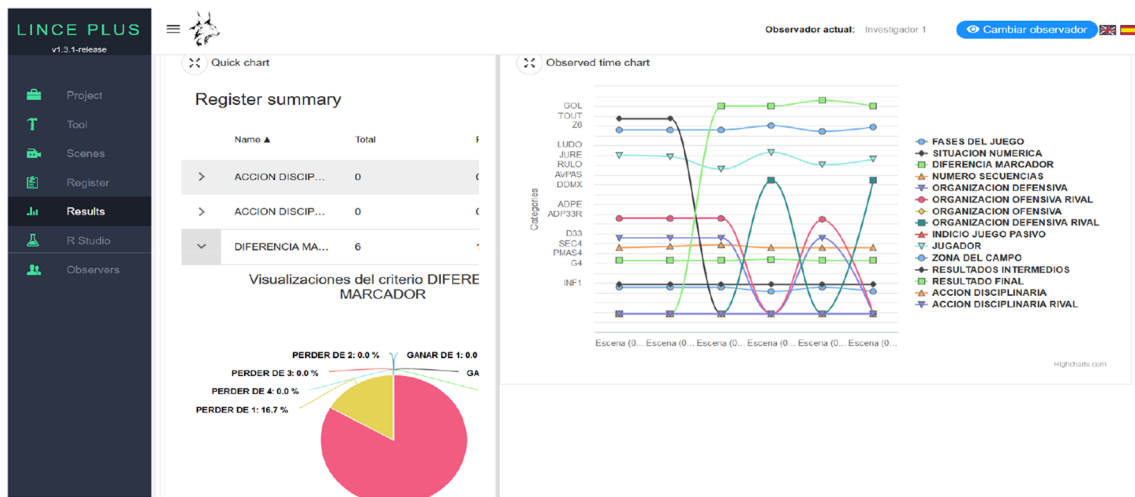 LINCE PLUS
v1.3.1-release
Observador actual: Investigador 1
Cambiar observador
Project
Tool
Scenes
Register
Results
R Studio
Observers
Quick chart
Register summary
Name ▲ Total
ACCION DISCIP... 0
ACCION DISCIP... 0
DIFERENCIA MA... 6
Visualizaciones del criterio DIFERE
MARCADOR
PERDER DE 2: 0.0 % GANAR DE 1: 0.0
PERDER DE 3: 0.0 % GA
PERDER DE 4: 0.0 %
PERDER DE 1: 16.7 %
Observed time chart
Categories
GOL
TOUT
Z6
LUDO
JURE
RULO
AVPAS
DDMX
ADPE
ADP33R
D33
SEC4
PMAS4
G4
INF1
Escena (0... Escena (0... Escena (0... Escena (0... Escena (0... Escena (0...
FASES DEL JUEGO
SITUACION NUMERICA
DIFERENCIA MARCADOR
NUMERO SECUENCIAS
ORGANIZACION DEFENSIVA
ORGANIZACION OFENSIVA RIVAL
ORGANIZACION OFENSIVA
ORGANIZACION DEFENSIVA RIVAL
INDICIO JUEGO PASIVO
JUGADOR
ZONA DEL CAMPO
RESULTADOS INTERMEDIOS
RESULTADO FINAL
ACCION DISCIPLINARIA
ACCION DISCIPLINARIA RIVAL
Highcharts.com